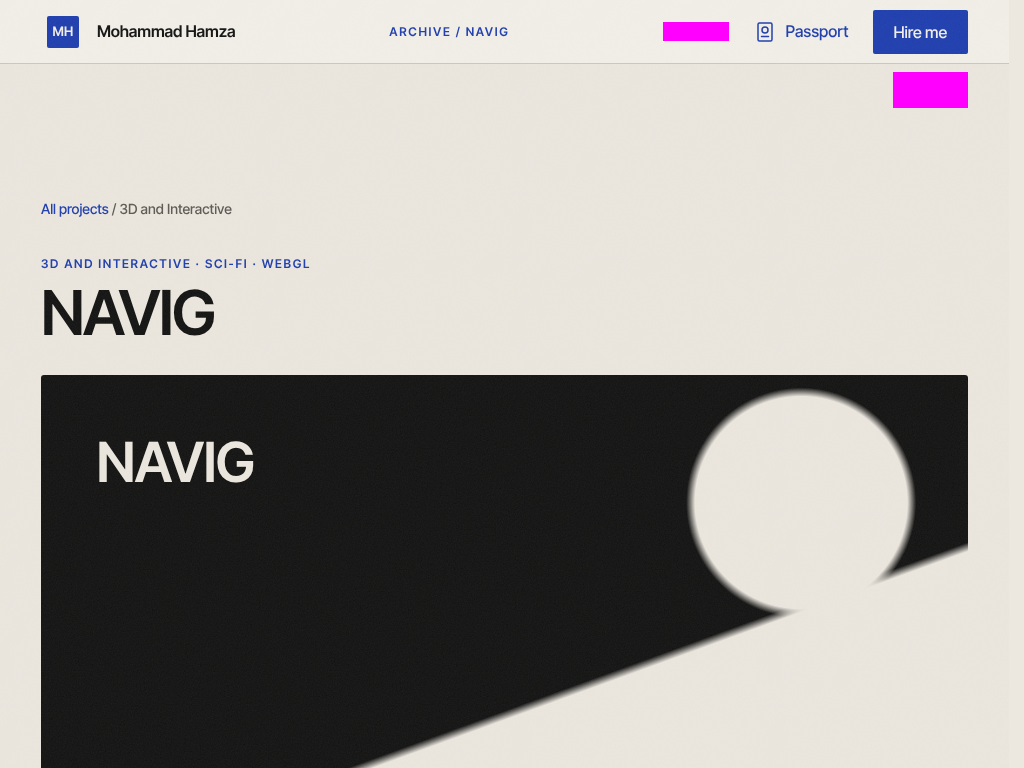 MH
Mohammad Hamza
ARCHIVE / NAVIG
Passport
Hire me
All projects / 3D and Interactive
3D AND INTERACTIVE · SCI-FI · WEBGL
NAVIG
NAVIG